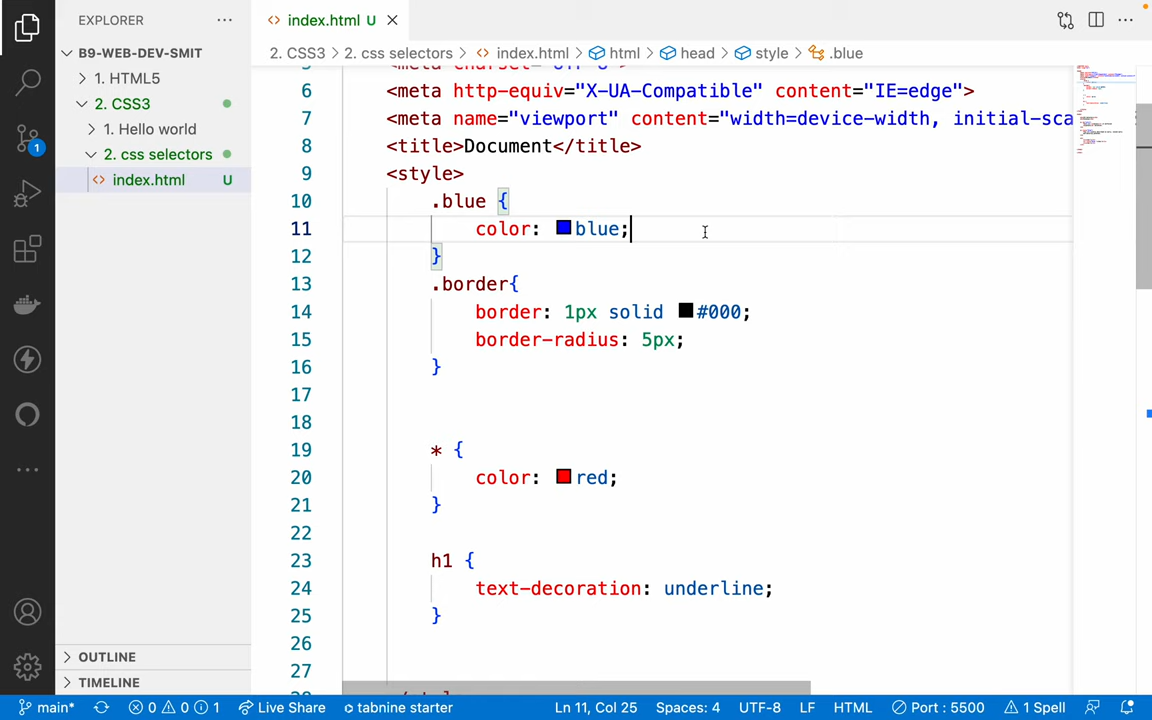 EXPLORER
index.html U
B9-WEB-DEV-SMIT
1. HTML5
2. CSS3
1. Hello world
2. css selectors
index.html U
OUTLINE
TIMELINE
2. CSS3 > 2. css selectors > index.html > html > head > style > .blue
6 <meta http-equiv="X-UA-Compatible" content="IE=edge">
7 <meta name="viewport" content="width=device-width, initial-sca
8 <title>Document</title>
9 <style>
10 .blue {
11 color: blue;
12 }
13 .border{
14 border: 1px solid #000;
15 border-radius: 5px;
16 }
17
18
19 * {
20 color: red;
21 }
22
23 h1 {
24 text-decoration: underline;
25 }
26
27
1
main* 0 0 1 Live Share tabnine starter Ln 11, Col 25 Spaces: 4 UTF-8 LF HTML Port : 5500 1 Spell